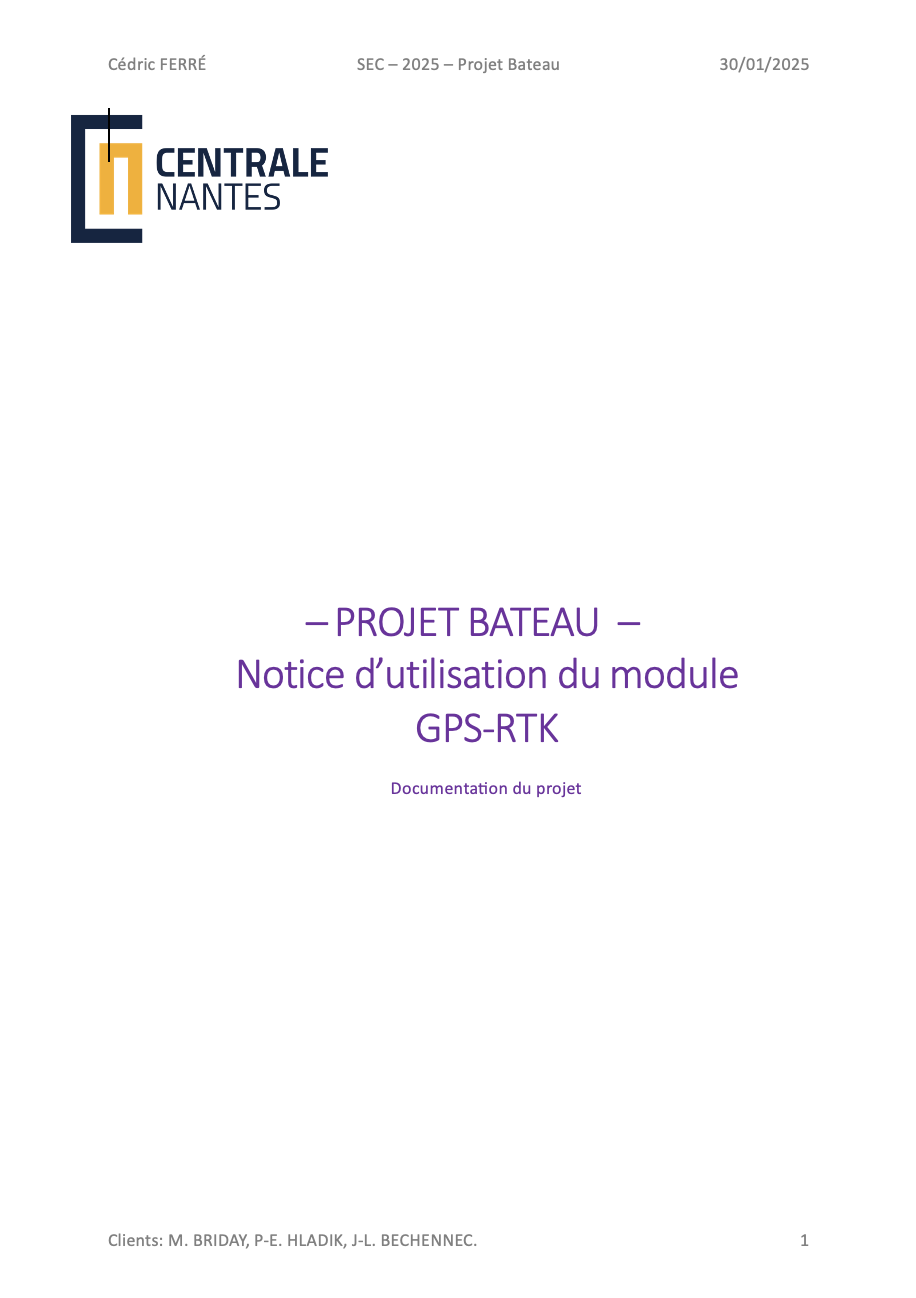 Cédric FERRÉ SEC – 2025 – Projet Bateau 30/01/2025
CENTRALE
NANTES
– PROJET BATEAU –
Notice d’utilisation du module
GPS-RTK
Documentation du projet
Clients: M. BRIDAY, P-E. HLADIK, J-L. BECHENNEC. 1